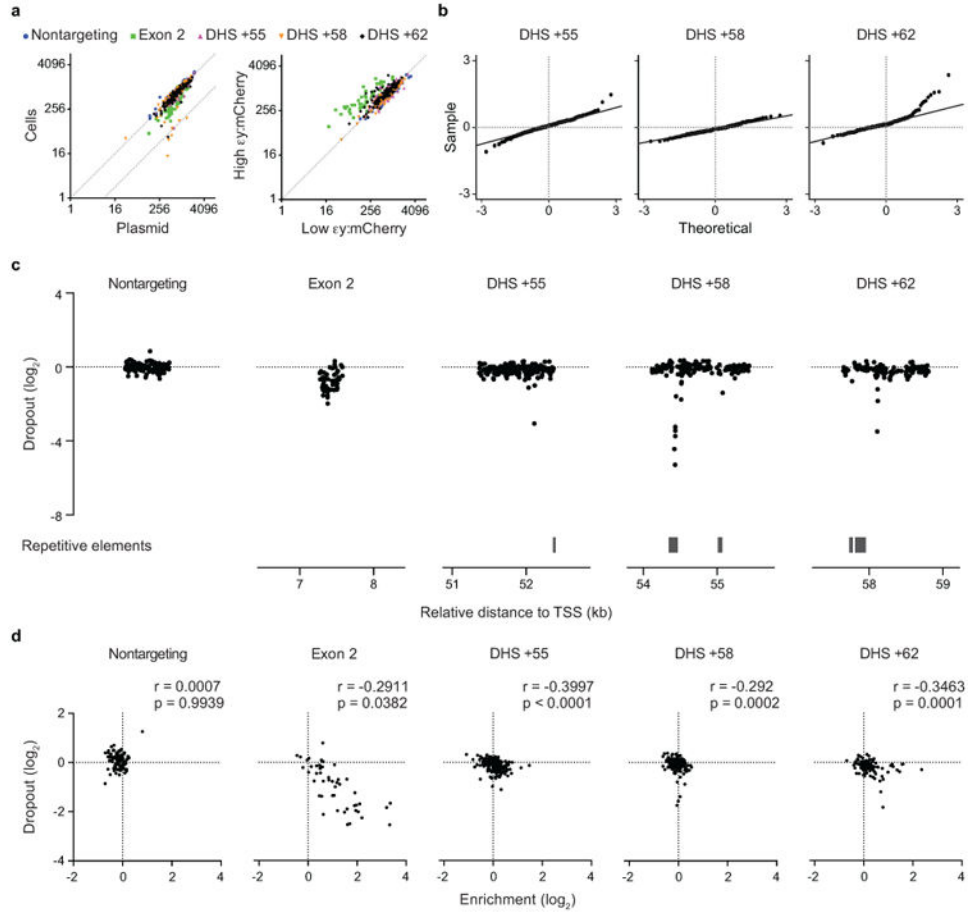 a
Nontargeting Exon 2 DHS +55 DHS +58 DHS +62
4096
256
16
1
Cells
1 16 256 4096
Plasmid
4096
256
16
1
High εy:mCherry
1 16 256 4096
Low εy:mCherry
b
DHS +55 DHS +58 DHS +62
3
0
-3
Sample
-3 0 3 -3 0 3 -3 0 3
Theoretical
c
Nontargeting Exon 2 DHS +55 DHS +58 DHS +62
4
0
-4
-8
Dropout (log2)
Repetitive elements
7 8 51 52 54 55 58 59
Relative distance to TSS (kb)
d
Nontargeting Exon 2 DHS +55 DHS +58 DHS +62
r = 0.0007 r = -0.2911 r = -0.3997 r = -0.292 r = -0.3463
p = 0.9939 p = 0.0382 p < 0.0001 p = 0.0002 p = 0.0001
2
0
-2
-4
Dropout (log2)
-2 0 2 4 -2 0 2 4 -2 0 2 4 -2 0 2 4 -2 0 2 4
Enrichment (log2)